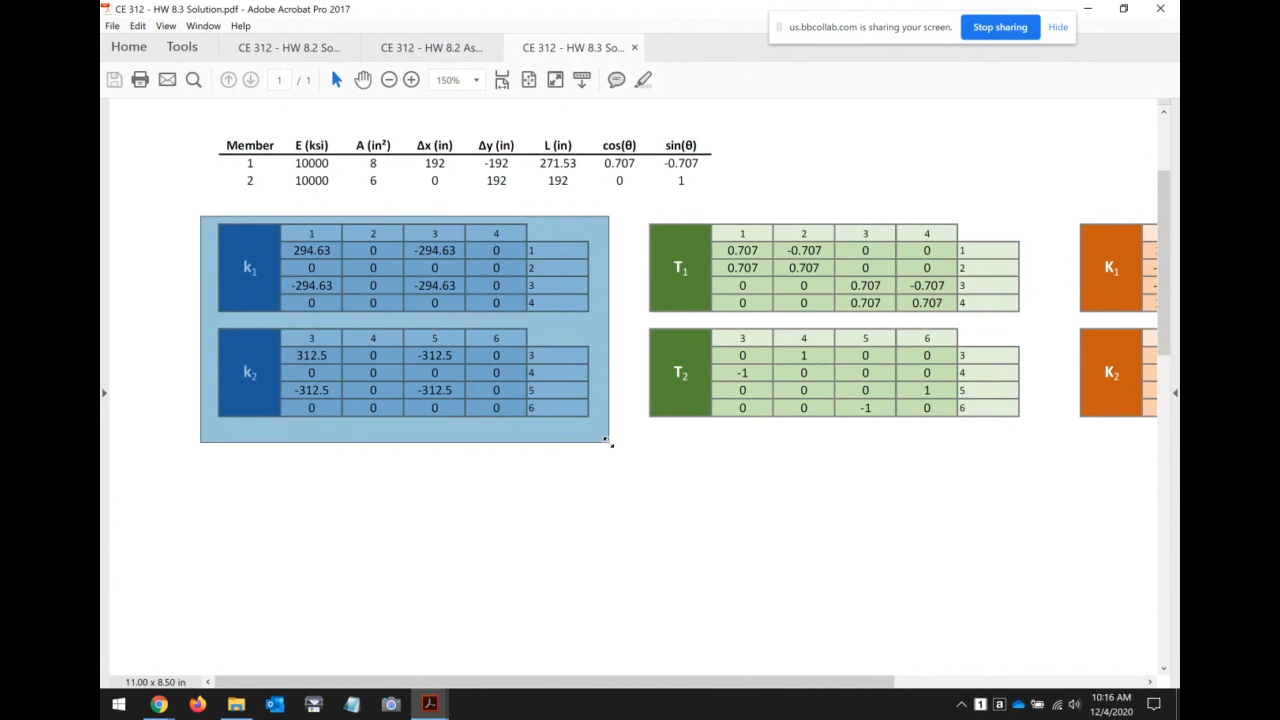 CE 312 - HW 8.3 Solution.pdf - Adobe Acrobat Pro 2017
File Edit View Window Help
us.bbcollab.com is sharing your screen. Stop sharing Hide
Home Tools CE 312 - HW 8.2 So... CE 312 - HW 8.2 As... CE 312 - HW 8.3 So... ×
1 / 1 150%
Member E (ksi) A (in²) Δx (in) Δy (in) L (in) cos(θ) sin(θ)
1 10000 8 192 -192 271.53 0.707 -0.707
2 10000 6 0 192 192 0 1
k₁
1 2 3 4
294.63 0 -294.63 0 1
0 0 0 0 2
-294.63 0 -294.63 0 3
0 0 0 0 4
k₂
3 4 5 6
312.5 0 -312.5 0 3
0 0 0 0 4
-312.5 0 -312.5 0 5
0 0 0 0 6
T₁
1 2 3 4
0.707 -0.707 0 0 1
0.707 0.707 0 0 2
0 0 0.707 -0.707 3
0 0 0.707 0.707 4
T₂
3 4 5 6
0 1 0 0 3
-1 0 0 0 4
0 0 0 1 5
0 0 -1 0 6
K₁
K₂
11.00 x 8.50 in
10:16 AM
12/4/2020